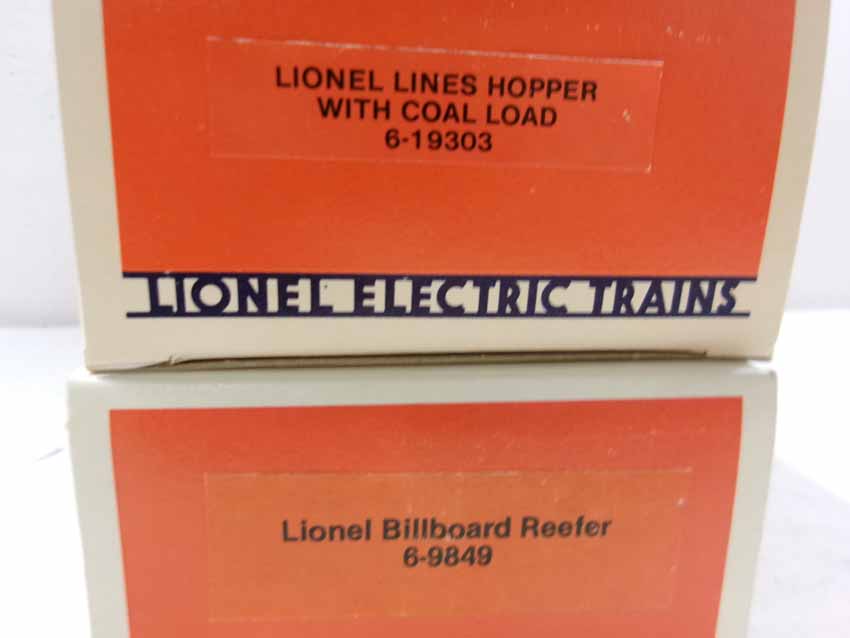 LIONEL LINES HOPPER
WITH COAL LOAD
6-19303
LIONEL ELECTRIC TRAINS
Lionel Billboard Reefer
6-9849